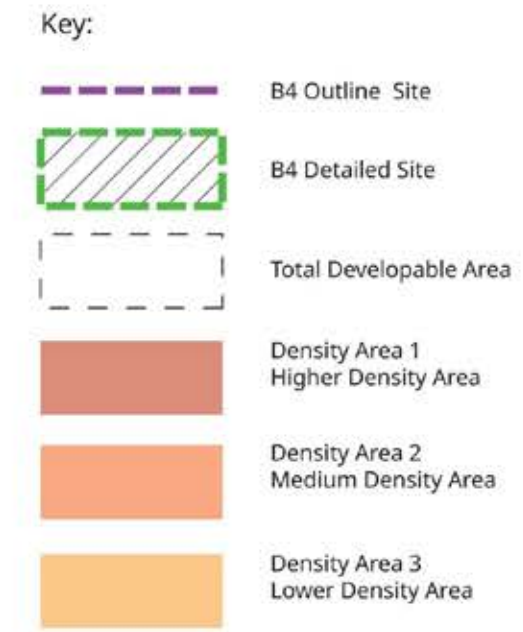 Key:
B4 Outline Site
B4 Detailed Site
Total Developable Area
Density Area 1
Higher Density Area
Density Area 2
Medium Density Area
Density Area 3
Lower Density Area